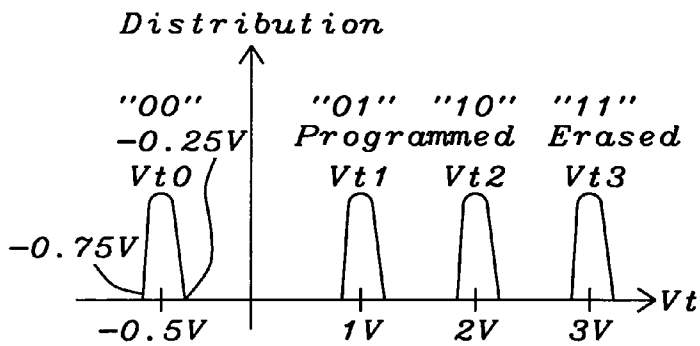 Distribution
"00" "01" "10" "11"
-0.25V Programmed Erased
Vt0 Vt1 Vt2 Vt3
-0.75V
Vt
-0.5V 1V 2V 3V